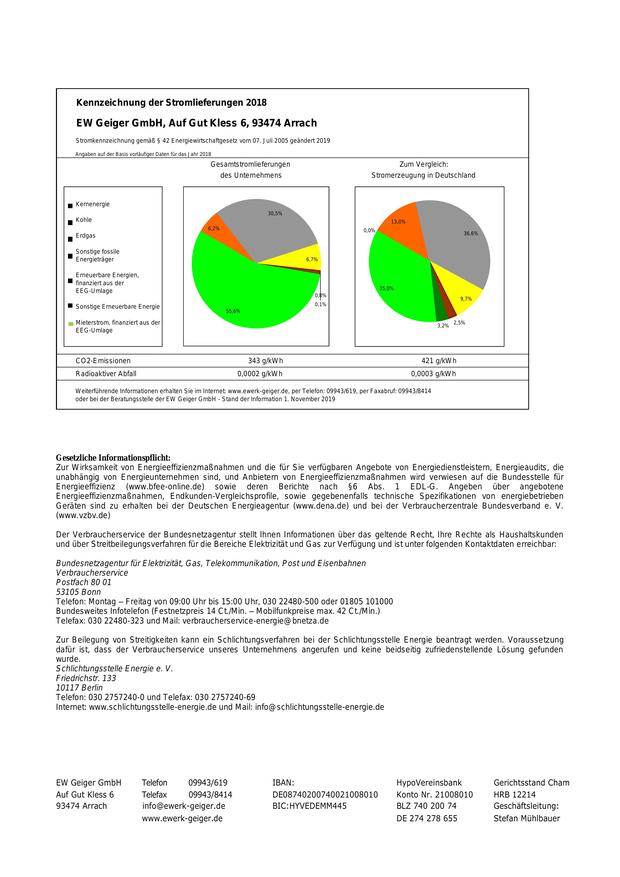 Kennzeichnung der Stromlieferungen 2018
EW Geiger GmbH, Auf Gut Kless 6, 93474 Arrach
Stromkennzeichnung gemäß § 42 Energiewirtschaftgesetz vom 07. Juli 2005 geändert 2019
Angaben auf der Basis vorläufiger Daten für das Jahr 2018
Gesamtstromlieferungen
des Unternehmens
Zum Vergleich:
Stromerzeugung in Deutschland
Kernenergie
Kohle
Erdgas
Sonstige fossile
Energieträger
Erneuerbare Energien,
finanziert aus der
EEG-Umlage
Sonstige Erneuerbare Energie
Mieterstrom, finanziert aus der
EEG-Umlage
6,2%
30,5%
6,7%
0,8%
0,1%
55,6%
0,0%
13,0%
36,6%
9,7%
2,5%
3,2%
35,0%
CO2-Emissionen 343 g/kWh 421 g/kWh
Radioaktiver Abfall 0,0002 g/kWh 0,0003 g/kWh
Weiterführende Informationen erhalten Sie im Internet: www.ewerk-geiger.de, per Telefon: 09943/619, per Faxabruf: 09943/8414
oder bei der Beratungsstelle der EW Geiger GmbH - Stand der Information 1. November 2019
Gesetzliche Informationspflicht:
Zur Wirksamkeit von Energieeffizienzmaßnahmen und die für Sie verfügbaren Angebote von Energiedienstleistern, Energieaudits, die
unabhängig von Energieunternehmen sind, und Anbietern von Energieeffizienzmaßnahmen wird verwiesen auf die Bundesstelle für
Energieeffizienz (www.bfee-online.de) sowie deren Berichte nach §6 Abs. 1 EDL-G. Angeben über angebotene
Energieeffizienzmaßnahmen, Endkunden-Vergleichsprofile, sowie gegebenenfalls technische Spezifikationen von energiebetrieben
Geräten sind zu erhalten bei der Deutschen Energieagentur (www.dena.de) und bei der Verbraucherzentrale Bundesverband e. V.
(www.vzbv.de)
Der Verbraucherservice der Bundesnetzagentur stellt Ihnen Informationen über das geltende Recht, Ihre Rechte als Haushaltskunden
und über Streitbeilegungsverfahren für die Bereiche Elektrizität und Gas zur Verfügung und ist unter folgenden Kontaktdaten erreichbar:
Bundesnetzagentur für Elektrizität, Gas, Telekommunikation, Post und Eisenbahnen
Verbraucherservice
Postfach 80 01
53105 Bonn
Telefon: Montag – Freitag von 09:00 Uhr bis 15:00 Uhr, 030 22480-500 oder 01805 101000
Bundesweites Infotelefon (Festnetzpreis 14 Ct./Min. – Mobilfunkpreise max. 42 Ct./Min.)
Telefax: 030 22480-323 und Mail: verbraucherservice-energie@bnetza.de
Zur Beilegung von Streitigkeiten kann ein Schlichtungsverfahren bei der Schlichtungsstelle Energie beantragt werden. Voraussetzung
dafür ist, dass der Verbraucherservice unseres Unternehmens angerufen und keine beidseitig zufriedenstellende Lösung gefunden
wurde.
Schlichtungsstelle Energie e. V.
Friedrichstr. 133
10117 Berlin
Telefon: 030 2757240-0 und Telefax: 030 2757240-69
Internet: www.schlichtungsstelle-energie.de und Mail: info@schlichtungsstelle-energie.de
EW Geiger GmbH Telefon 09943/619 IBAN: HypoVereinsbank Gerichtsstand Cham
Auf Gut Kless 6 Telefax 09943/8414 DE08740200740021008010 Konto Nr. 21008010 HRB 12214
93474 Arrach info@ewerk-geiger.de BIC:HYVEDEMM445 BLZ 740 200 74 Geschäftsleitung:
www.ewerk-geiger.de DE 274 278 655 Stefan Mühlbauer